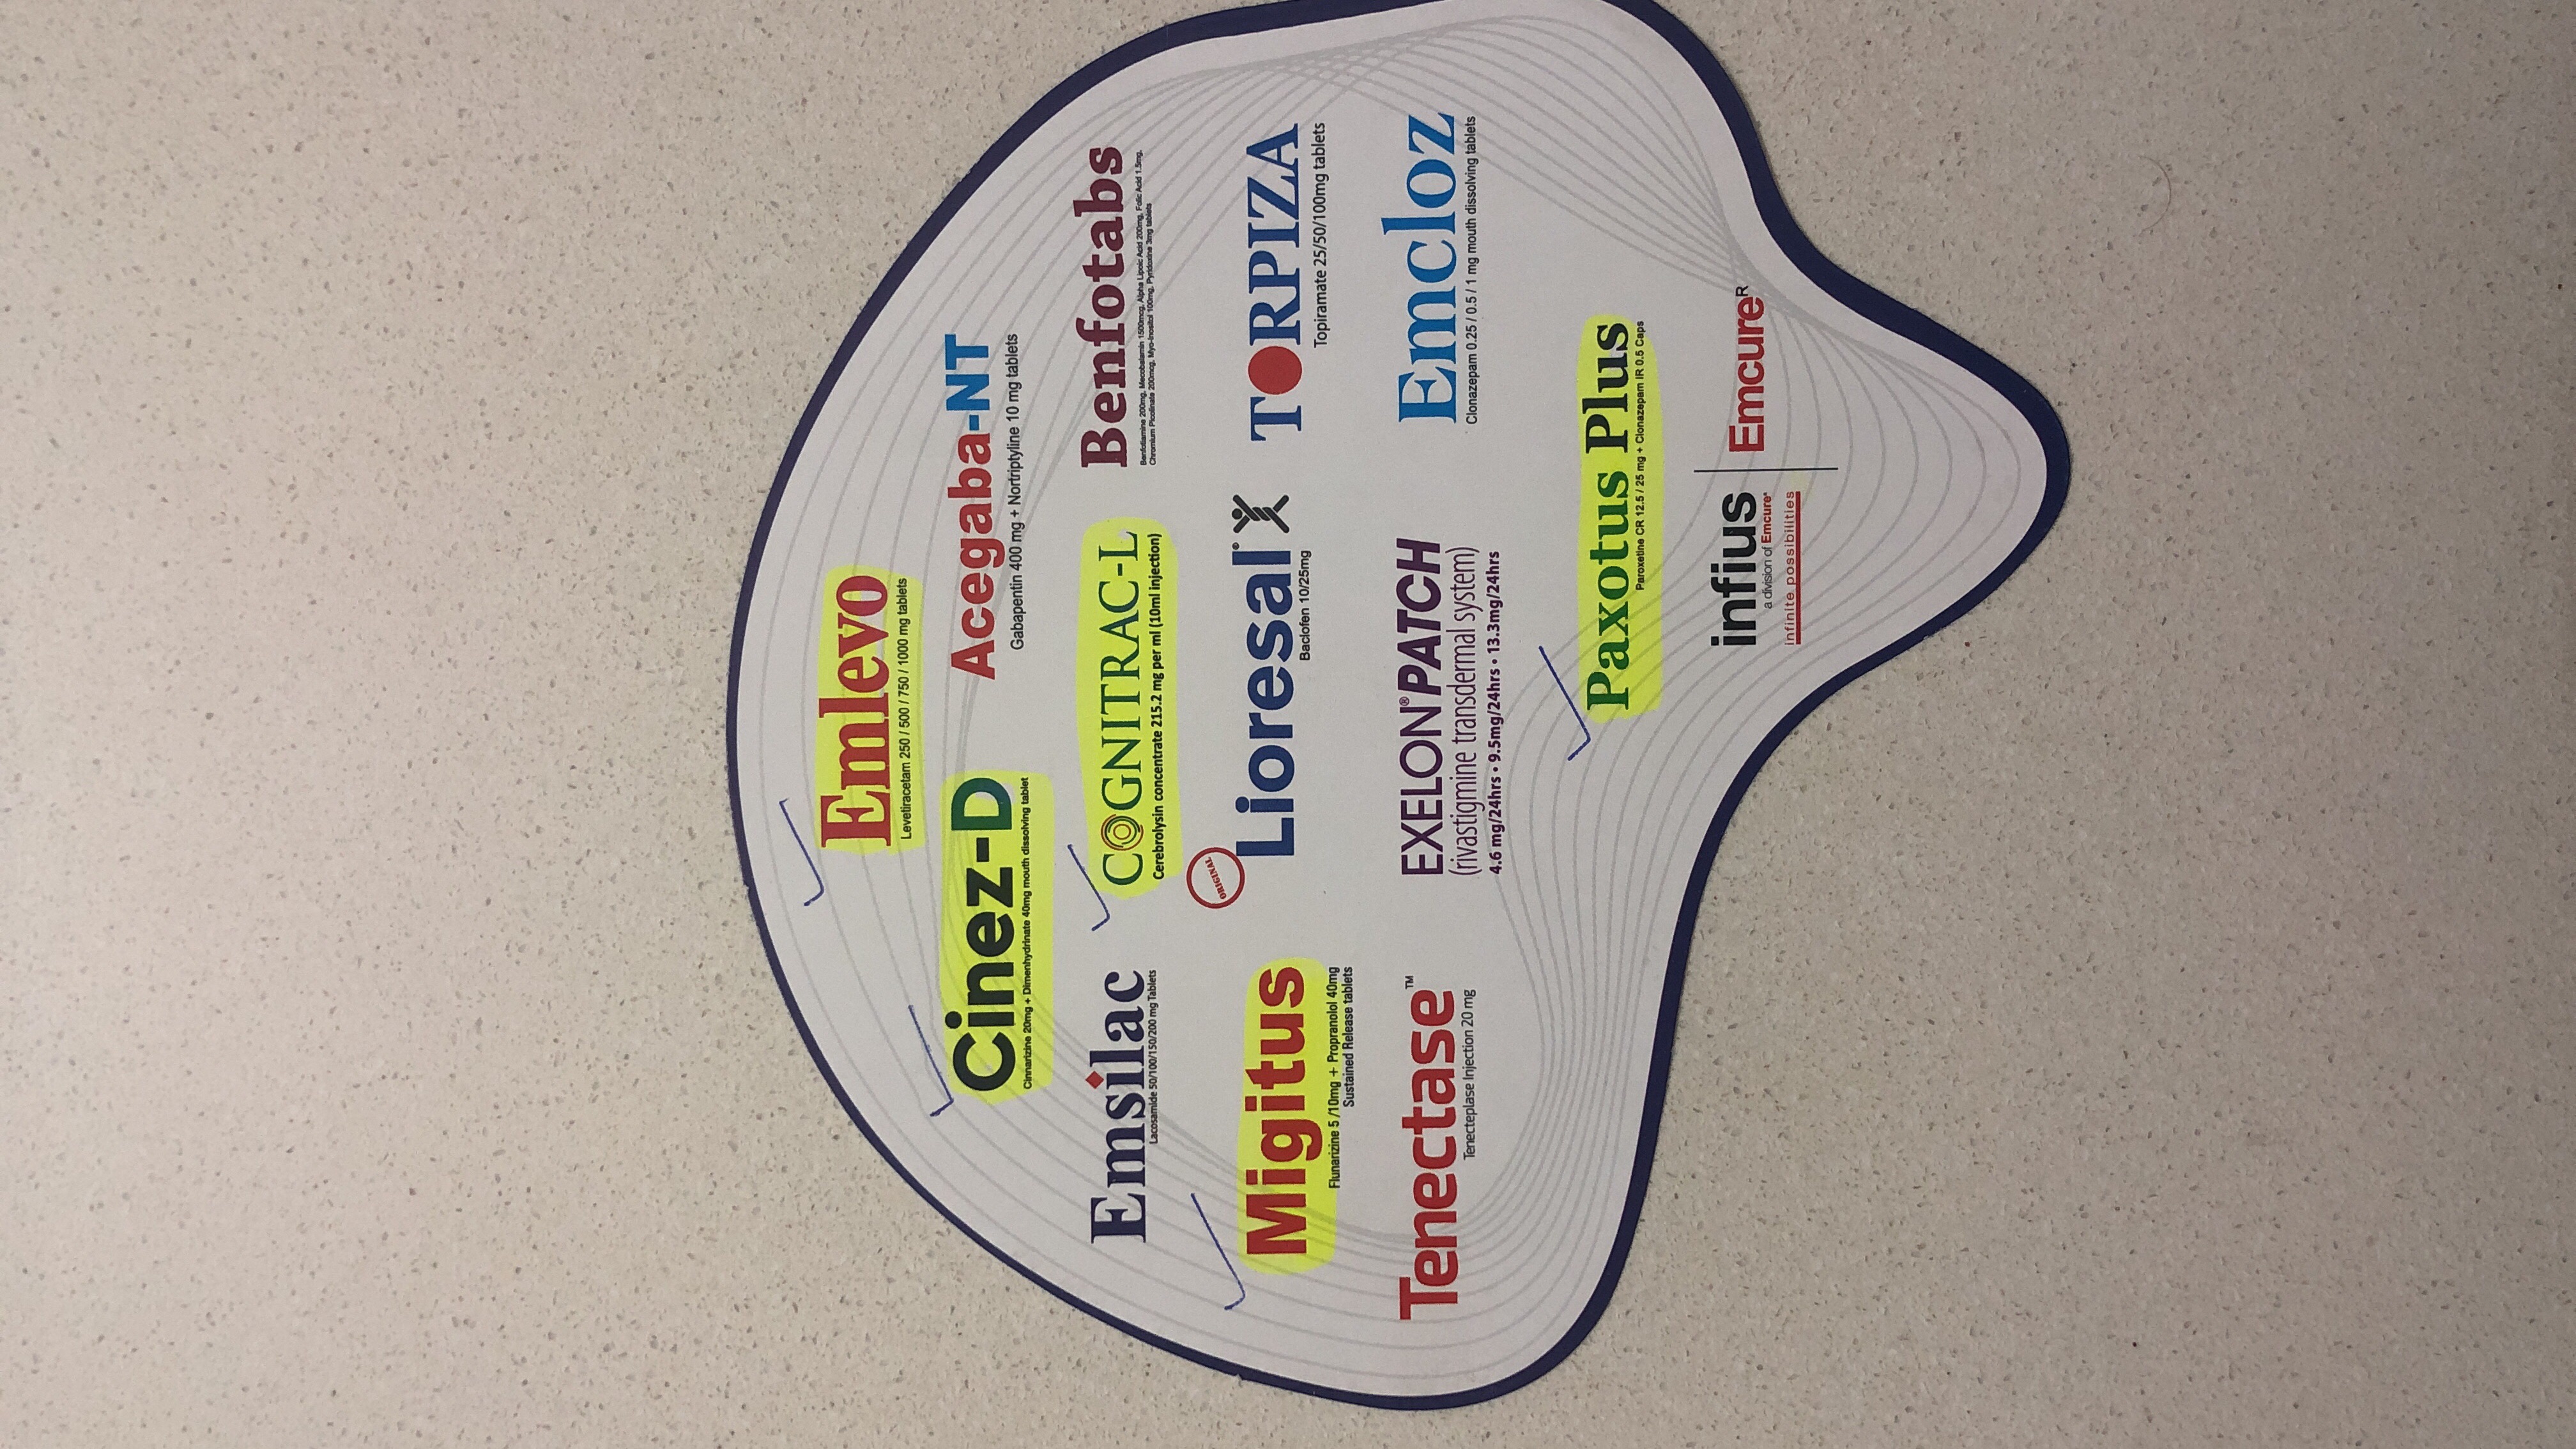 Emlevo
Levetiracetam 250 / 500 / 750 / 1000 mg tablets
Cinez-D
Cinnarizine 20mg + Dimenhydrinate 40mg mouth dissolving tablet
Acegaba-NT
Gabapentin 400 mg + Nortriptyline 10 mg tablets
Emsilac
Lacosamide 50/100/150/200 mg Tablets
COGNITRAC-L
Cerebrolysin concentrate 215.2 mg per ml (10ml injection)
Benfotabs
Benfotiamine 200mg, Mecobalamin 1500mcg, Alpha Lipoic Acid 200mg, Folic Acid 1.5mg,
Chromium Picolinate 200mcg, Myo-Inositol 100mg, Pyridoxine 3mg tablets
Migitus
Flunarizine 5 /10mg + Propranolol 40mg
Sustained Release tablets
ORIGINAL
Lioresal®
Baclofen 10/25mg
TORPIZA
Topiramate 25/50/100mg tablets
Tenectase™
Tenecteplase Injection 20 mg
EXELON® PATCH
(rivastigmine transdermal system)
4.6 mg/24hrs • 9.5mg/24hrs • 13.3mg/24hrs
Emcloz
Clonazepam 0.25 / 0.5 / 1 mg mouth dissolving tablets
Paxotus Plus
Paroxetine CR 12.5 / 25 mg + Clonazepam IR 0.5 Caps
infius
a division of Emcure®
infinite possibilities
EmcureR